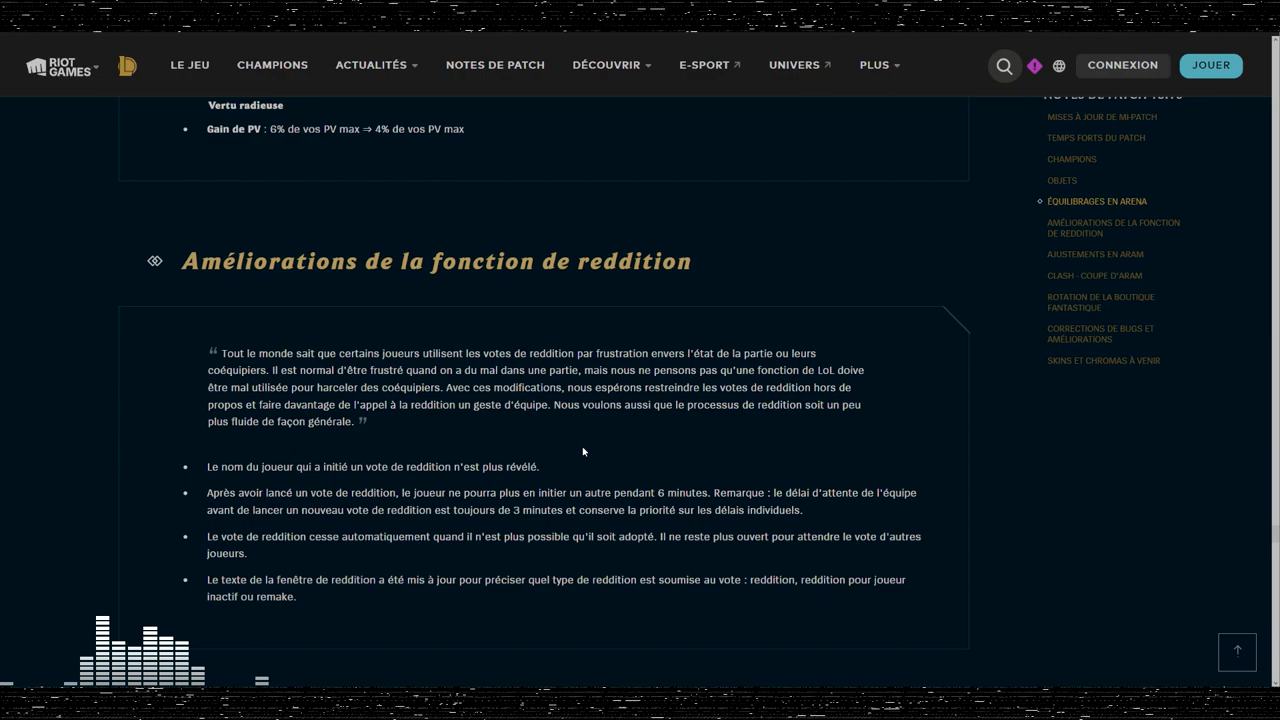 RIOT GAMES
LE JEU
CHAMPIONS
ACTUALITÉS
NOTES DE PATCH
DÉCOUVRIR
E-SPORT
UNIVERS
PLUS
CONNEXION
JOUER
Vertu radieuse
• Gain de PV : 6% de vos PV max ⇒ 4% de vos PV max
Améliorations de la fonction de reddition
“ Tout le monde sait que certains joueurs utilisent les votes de reddition par frustration envers l'état de la partie ou leurs
coéquipiers. Il est normal d'être frustré quand on a du mal dans une partie, mais nous ne pensons pas qu'une fonction de LoL doive
être mal utilisée pour harceler des coéquipiers. Avec ces modifications, nous espérons restreindre les votes de reddition hors de
propos et faire davantage de l'appel à la reddition un geste d'équipe. Nous voulons aussi que le processus de reddition soit un peu
plus fluide de façon générale. ”
• Le nom du joueur qui a initié un vote de reddition n'est plus révélé.
• Après avoir lancé un vote de reddition, le joueur ne pourra plus en initier un autre pendant 6 minutes. Remarque : le délai d'attente de l'équipe
avant de lancer un nouveau vote de reddition est toujours de 3 minutes et conserve la priorité sur les délais individuels.
• Le vote de reddition cesse automatiquement quand il n'est plus possible qu'il soit adopté. Il ne reste plus ouvert pour attendre le vote d'autres
joueurs.
• Le texte de la fenêtre de reddition a été mis à jour pour préciser quel type de reddition est soumise au vote : reddition, reddition pour joueur
inactif ou remake.
NOTES DE PATCH
MISES À JOUR DE MI-PATCH
TEMPS FORTS DU PATCH
CHAMPIONS
OBJETS
ÉQUILIBRAGES EN ARENA
AMÉLIORATIONS DE LA FONCTION
DE REDDITION
AJUSTEMENTS EN ARAM
CLASH - COUPE D'ARAM
ROTATION DE LA BOUTIQUE
FANTASTIQUE
CORRECTIONS DE BUGS ET
AMÉLIORATIONS
SKINS ET CHROMAS À VENIR